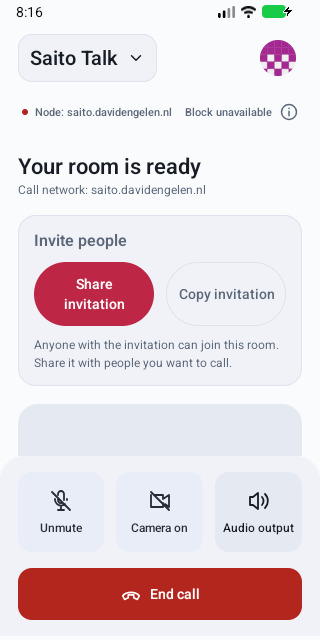 8:16
Saito Talk
Node: saito.davidengelen.nl Block unavailable
Your room is ready
Call network: saito.davidengelen.nl
Invite people
Share
invitation
Copy invitation
Anyone with the invitation can join this room.
Share it with people you want to call.
Unmute
Camera on
Audio output
End call